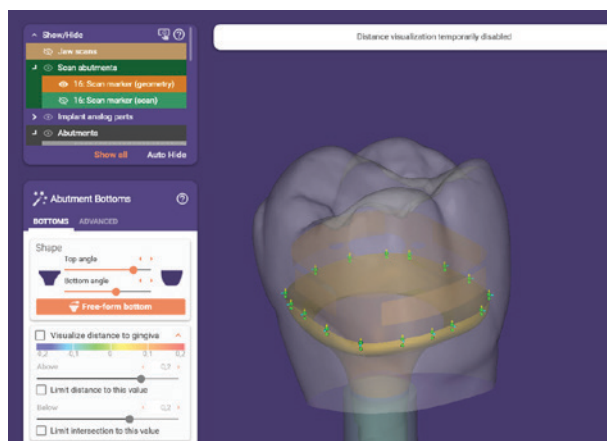 Show/Hide
Jaw scans
Scan abutments
16: Scan marker (geometry)
16: Scan marker (scan)
Implant analog parts
Abutments
Show all Auto Hide
Distance visualization temporarily disabled
Abutment Bottoms
BOTTOMS ADVANCED
Shape
Top angle
Bottom angle
Free-form bottom
Visualize distance to gingiva
-0,2 -0,1 0 0,1 0,2
Above 0,2
Limit distance to this value
Below 0,2
Limit intersection to this value